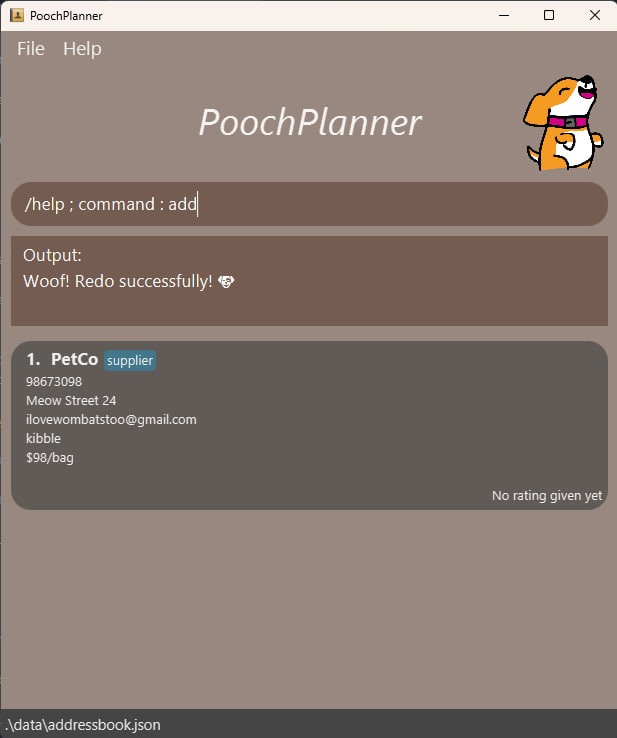 PoochPlanner
File Help
PoochPlanner
/help ; command : add
Output:
Woof! Redo successfully!
1. PetCo supplier
98673098
Meow Street 24
ilovewombatstoo@gmail.com
kibble
$98/bag
No rating given yet
.\data\addressbook.json